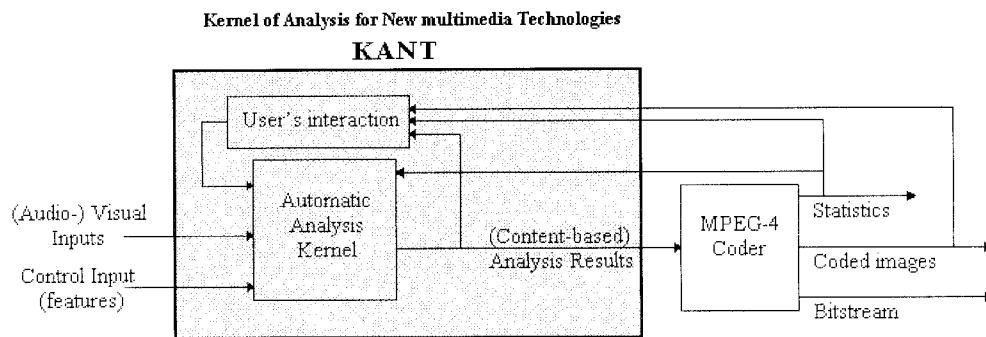 Kernel of Analysis for New multimedia Technologies
KANT
User's interaction
Automatic
Analysis
Kernel
(Audio-) Visual
Inputs
Control Input
(features)
(Content-based)
Analysis Results
MPEG-4
Coder
Statistics
Coded images
Bitstream